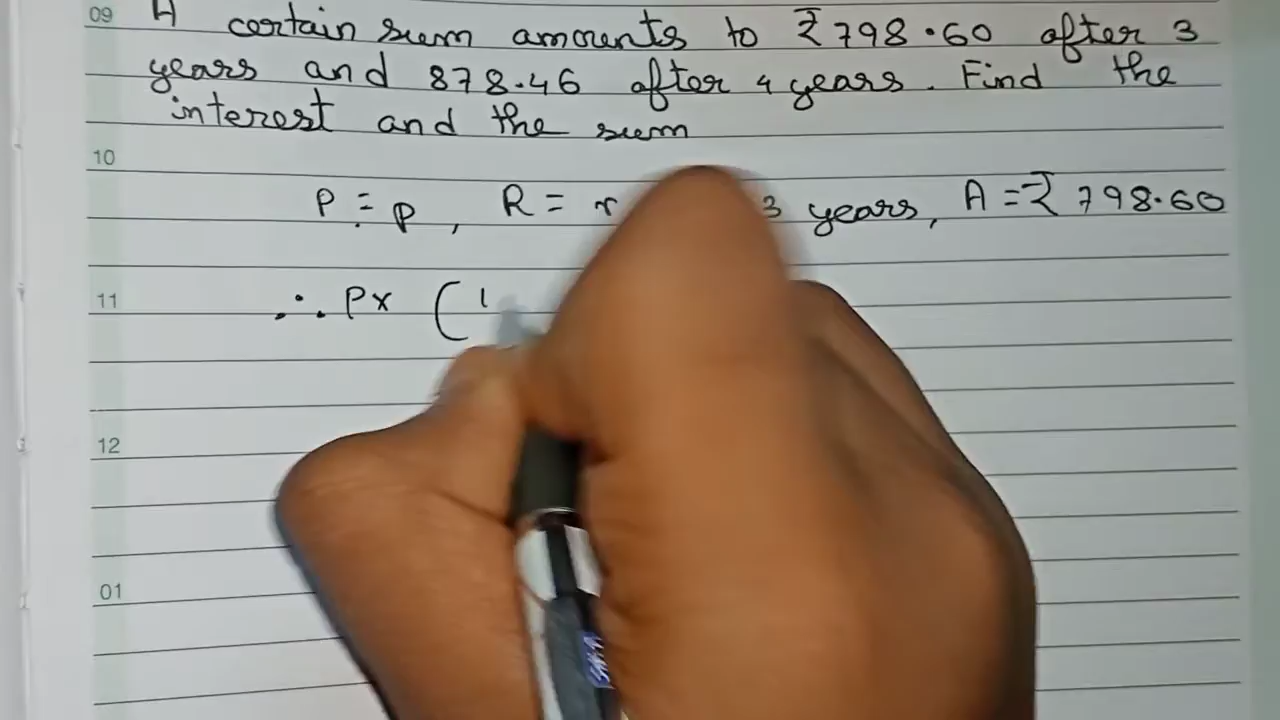 09 A certain sum amounts to ₹798.60 after 3
years and 878.46 after 4 years. Find the
interest and the sum
10
P = p, R = r 3 years, A = ₹798.60
11 ∴ P× (1
12
01